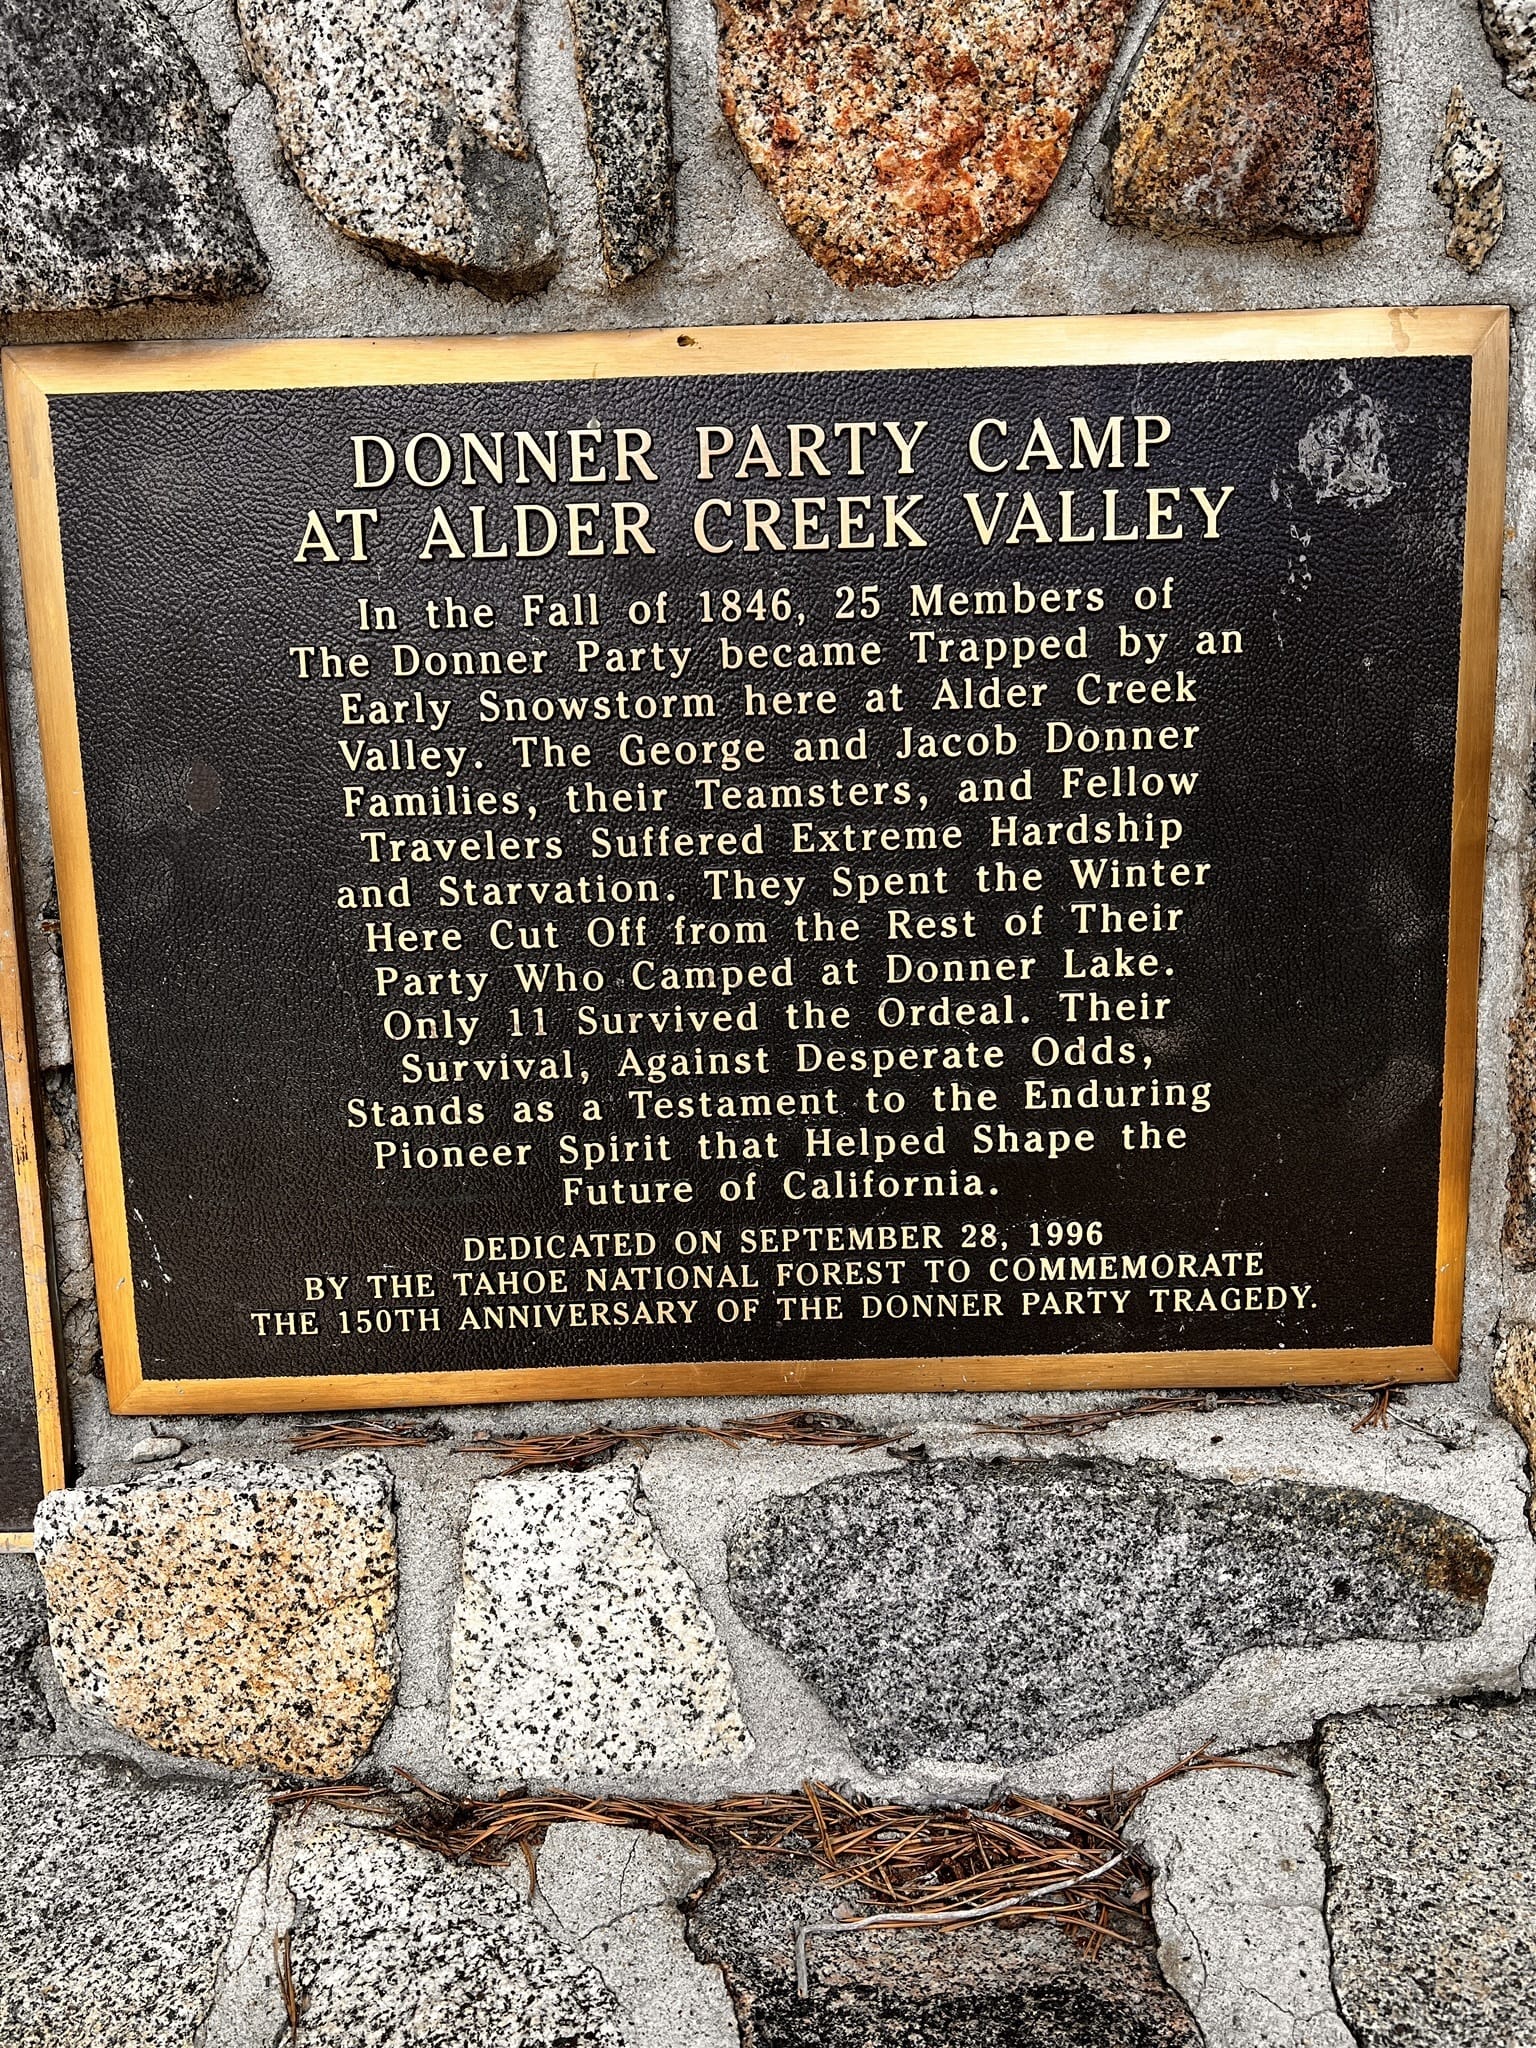 DONNER PARTY CAMP
AT ALDER CREEK VALLEY
In the Fall of 1846, 25 Members of
The Donner Party became Trapped by an
Early Snowstorm here at Alder Creek
Valley. The George and Jacob Donner
Families, their Teamsters, and Fellow
Travelers Suffered Extreme Hardship
and Starvation. They Spent the Winter
Here Cut Off from the Rest of Their
Party Who Camped at Donner Lake.
Only 11 Survived the Ordeal. Their
Survival, Against Desperate Odds,
Stands as a Testament to the Enduring
Pioneer Spirit that Helped Shape the
Future of California.
DEDICATED ON SEPTEMBER 28, 1996
BY THE TAHOE NATIONAL FOREST TO COMMEMORATE
THE 150TH ANNIVERSARY OF THE DONNER PARTY TRAGEDY.